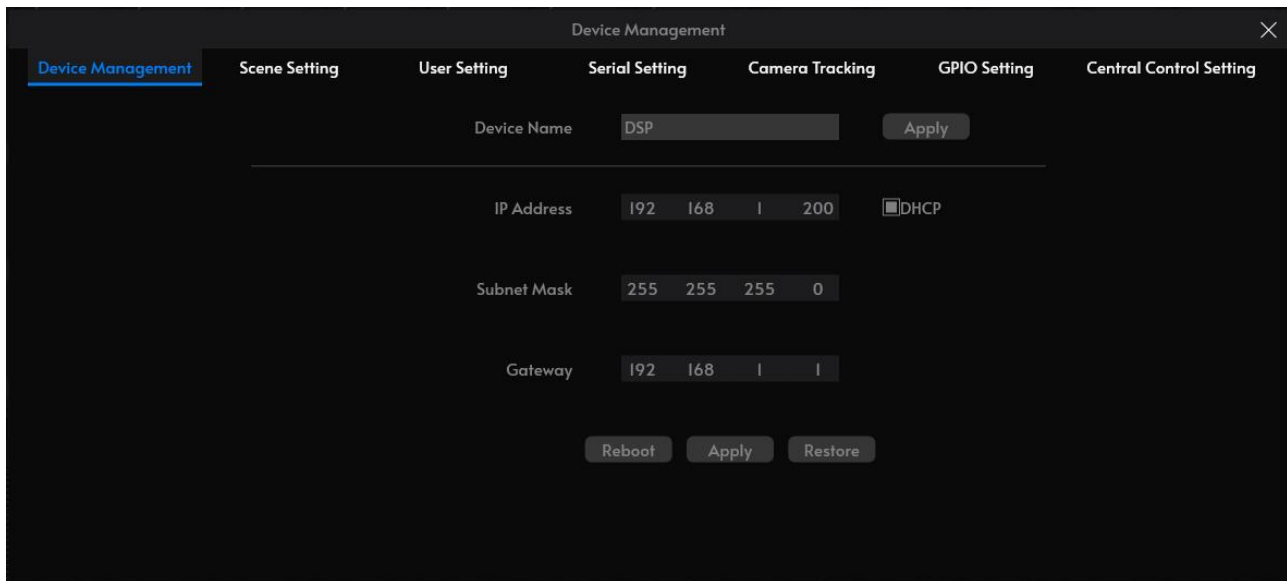 Device Management
Device Management Scene Setting User Setting Serial Setting Camera Tracking GPIO Setting Central Control Setting
Device Name DSP Apply
IP Address 192 168 1 200 DHCP
Subnet Mask 255 255 255 0
Gateway 192 168 1 1
Reboot Apply Restore